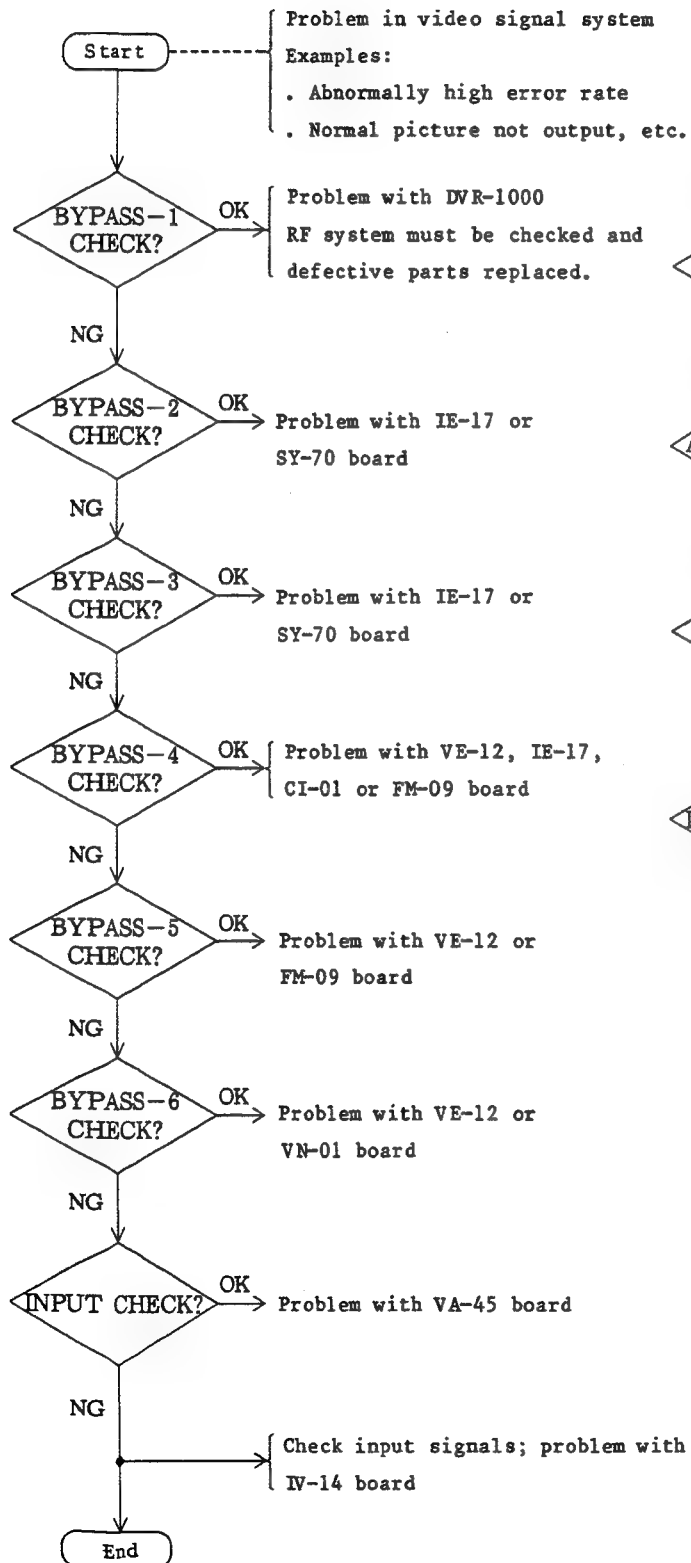 Start
Problem in video signal system
Examples:
. Abnormally high error rate
. Normal picture not output, etc.
BYPASS-1
CHECK?
OK
Problem with DVR-1000
RF system must be checked and
defective parts replaced.
NG
BYPASS-2
CHECK?
OK
Problem with IE-17 or
SY-70 board
NG
BYPASS-3
CHECK?
OK
Problem with IE-17 or
SY-70 board
NG
BYPASS-4
CHECK?
OK
Problem with VE-12, IE-17,
CI-01 or FM-09 board
NG
BYPASS-5
CHECK?
OK
Problem with VE-12 or
FM-09 board
NG
BYPASS-6
CHECK?
OK
Problem with VE-12 or
VN-01 board
NG
INPUT CHECK?
OK
Problem with VA-45 board
NG
Check input signals; problem with
IV-14 board
End